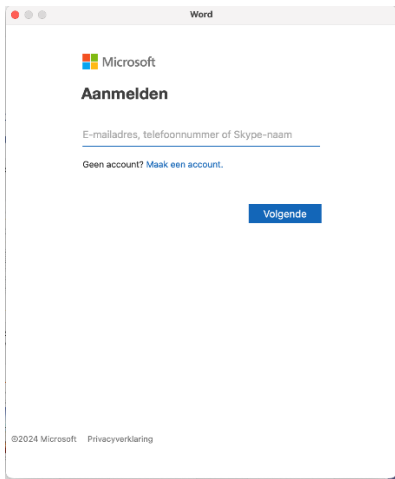 Word
Microsoft
Aanmelden
E-mailadres, telefoonnummer of Skype-naam
Geen account? Maak een account.
Volgende
©2024 Microsoft Privacyverklaring